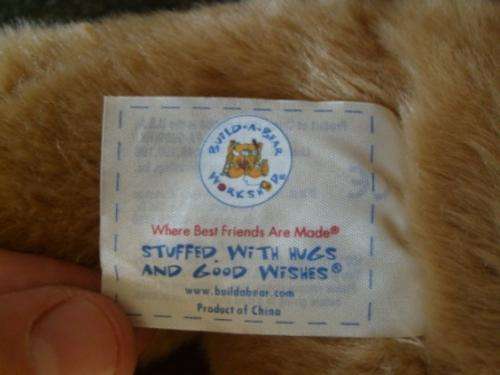 BUILD-A-BEAR
WORKSHOP®
Where Best Friends Are Made®
STUFFED WITH HUGS
AND GOOD WISHES®
www.buildabear.com
Product of China